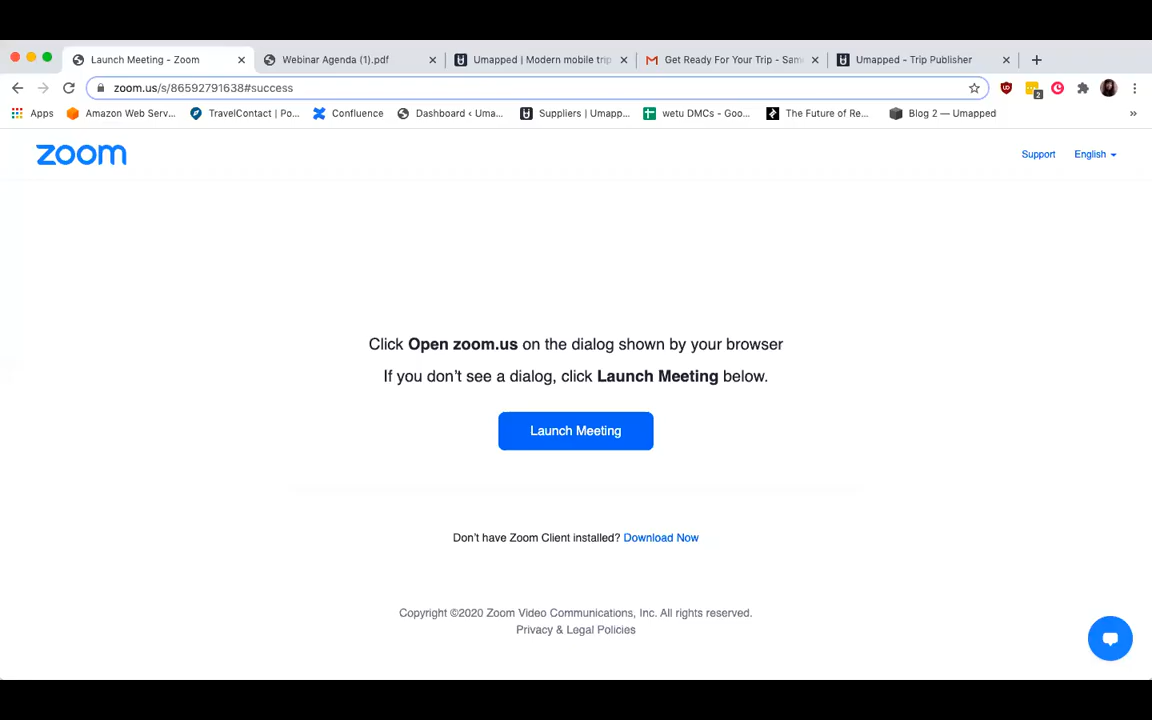 Launch Meeting - Zoom
Webinar Agenda (1).pdf
Umapped | Modern mobile trip
Get Ready For Your Trip - Sam
Umapped - Trip Publisher
zoom.us/s/86592791638#success
2
Apps
Amazon Web Serv...
TravelContact | Po...
Confluence
Dashboard ‹ Uma...
Suppliers | Umapp...
wetu DMCs - Goo...
The Future of Re...
Blog 2 — Umapped
»
zoom
Support
English
Click Open zoom.us on the dialog shown by your browser
If you don't see a dialog, click Launch Meeting below.
Launch Meeting
Don't have Zoom Client installed? Download Now
Copyright ©2020 Zoom Video Communications, Inc. All rights reserved.
Privacy & Legal Policies